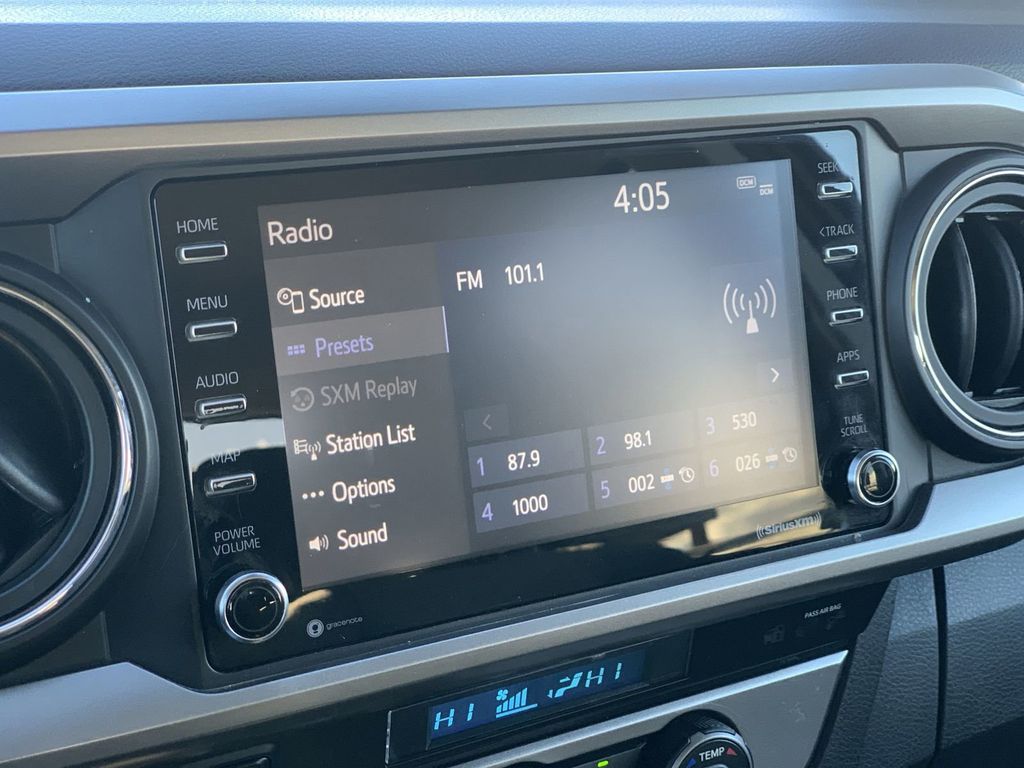 HOME
MENU
AUDIO
MAP
POWER
VOLUME
Radio
4:05
DCM
DCM
Source
Presets
SXM Replay
Station List
Options
Sound
FM 101.1
1 87.9
2 98.1
3 530
4 1000
5 002
6 026
SEEK
<TRACK
PHONE
APPS
TUNE
SCROLL
gracenote
((SiriusXM))
PASS AIR BAG
HI HI
TEMP